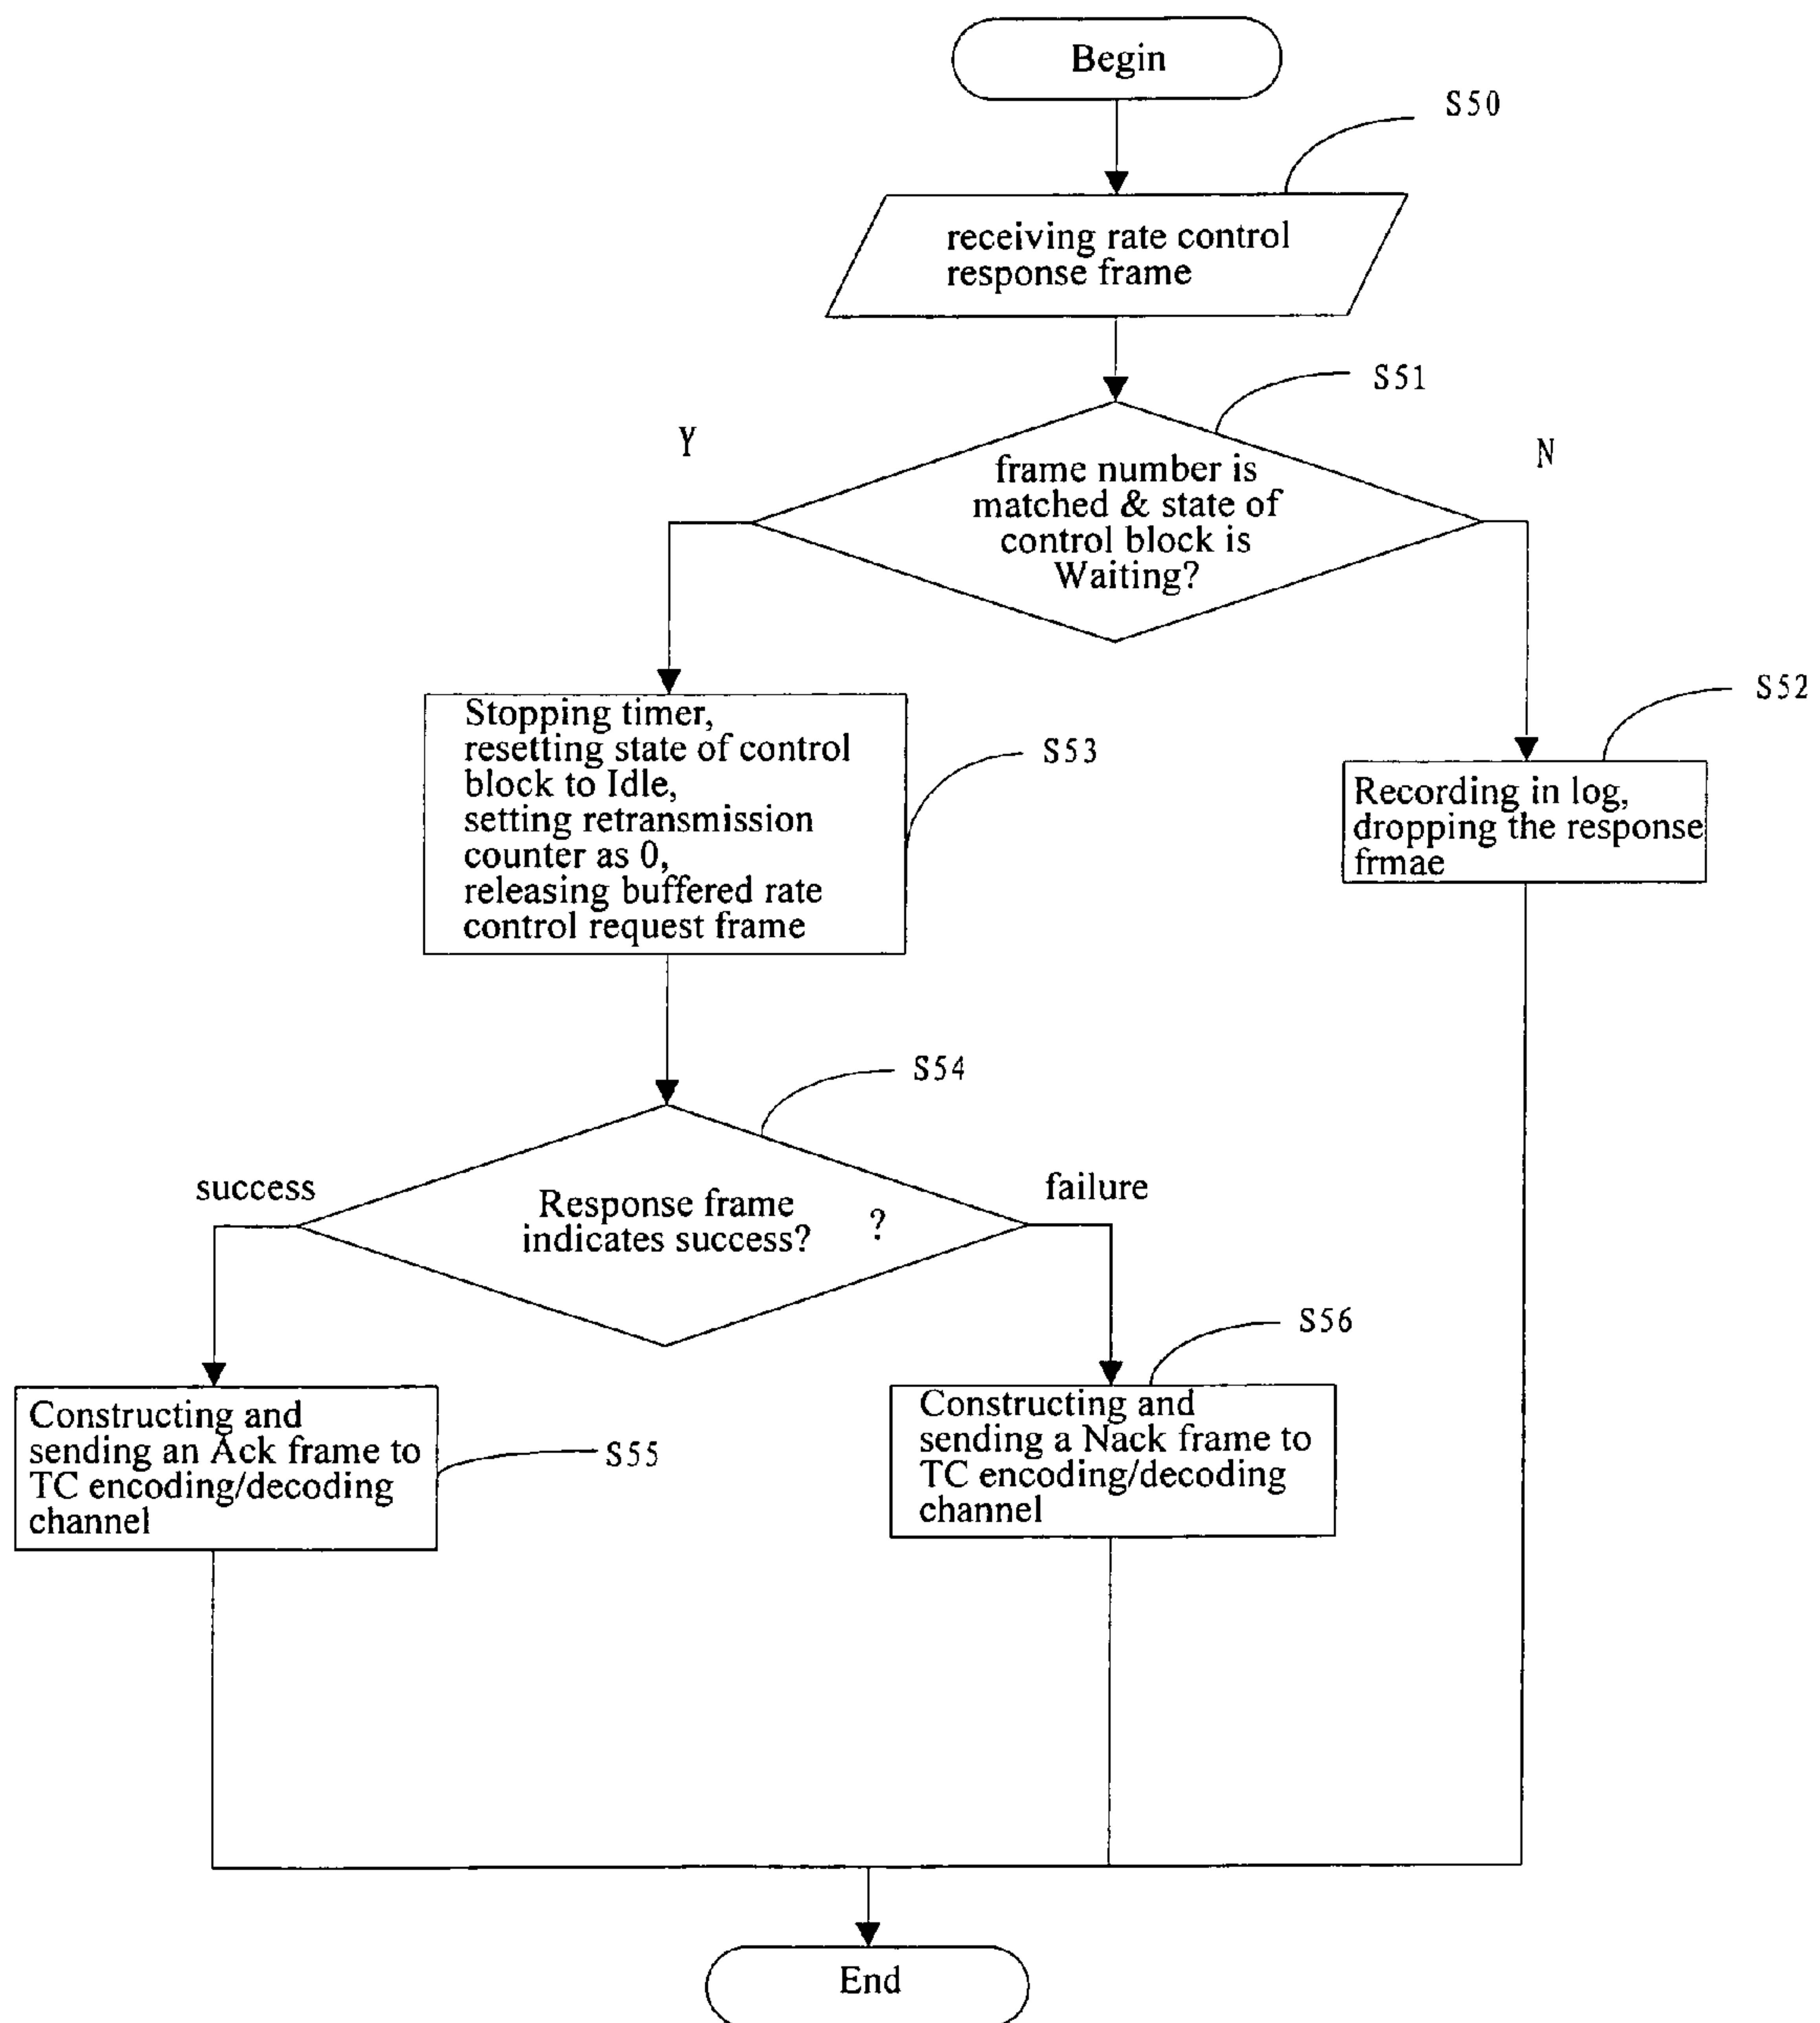 Begin
S50
receiving rate control
response frame
S51
Y
N
frame number is
matched & state of
control block is
Waiting?
S52
Stopping timer,
resetting state of control
block to Idle,
setting retransmission
counter as 0,
releasing buffered rate
control request frame
S53
Recording in log,
dropping the response
frmae
S54
success
failure
Response frame
indicates success?
?
S56
Constructing and
sending an Ack frame to
TC encoding/decoding
channel
S55
Constructing and
sending a Nack frame to
TC encoding/decoding
channel
End